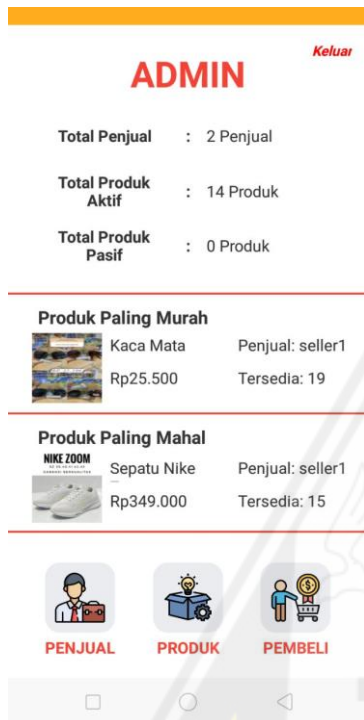 Keluar
ADMIN
Total Penjual : 2 Penjual
Total Produk
Aktif : 14 Produk
Total Produk
Pasif : 0 Produk
Produk Paling Murah
Kaca Mata Penjual: seller1
Rp25.500 Tersedia: 19
Produk Paling Mahal
NIKE ZOOM
Sepatu Nike Penjual: seller1
Rp349.000 Tersedia: 15
PENJUAL PRODUK PEMBELI